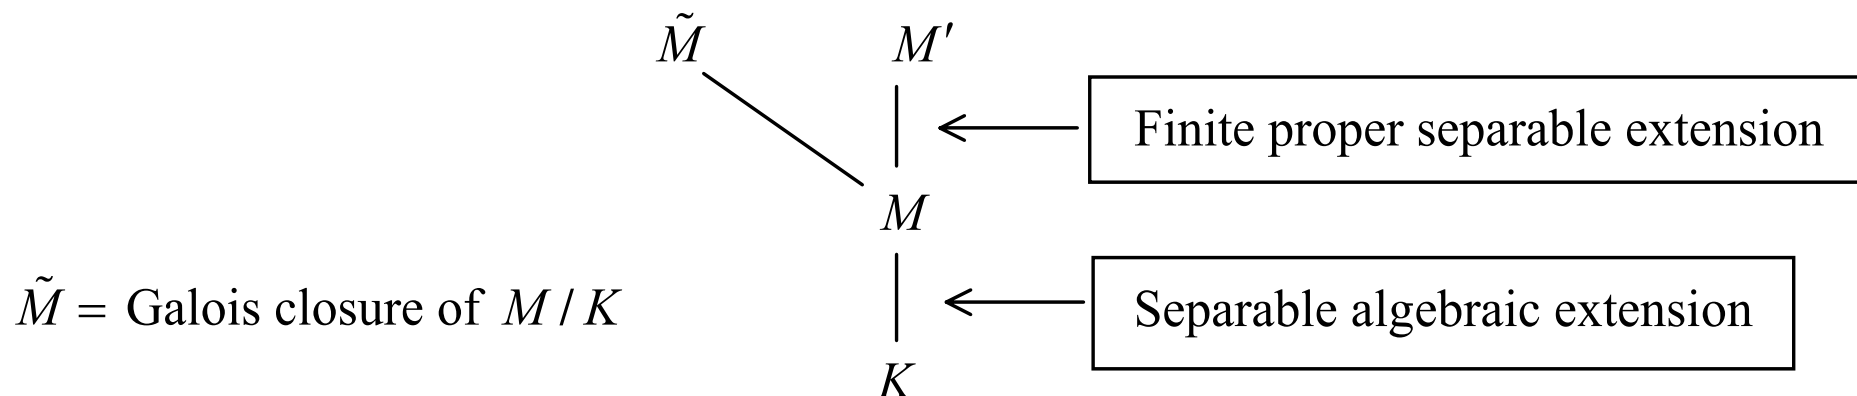 M̃
M′
Finite proper separable extension
M
M̃ = Galois closure of M / K
Separable algebraic extension
K